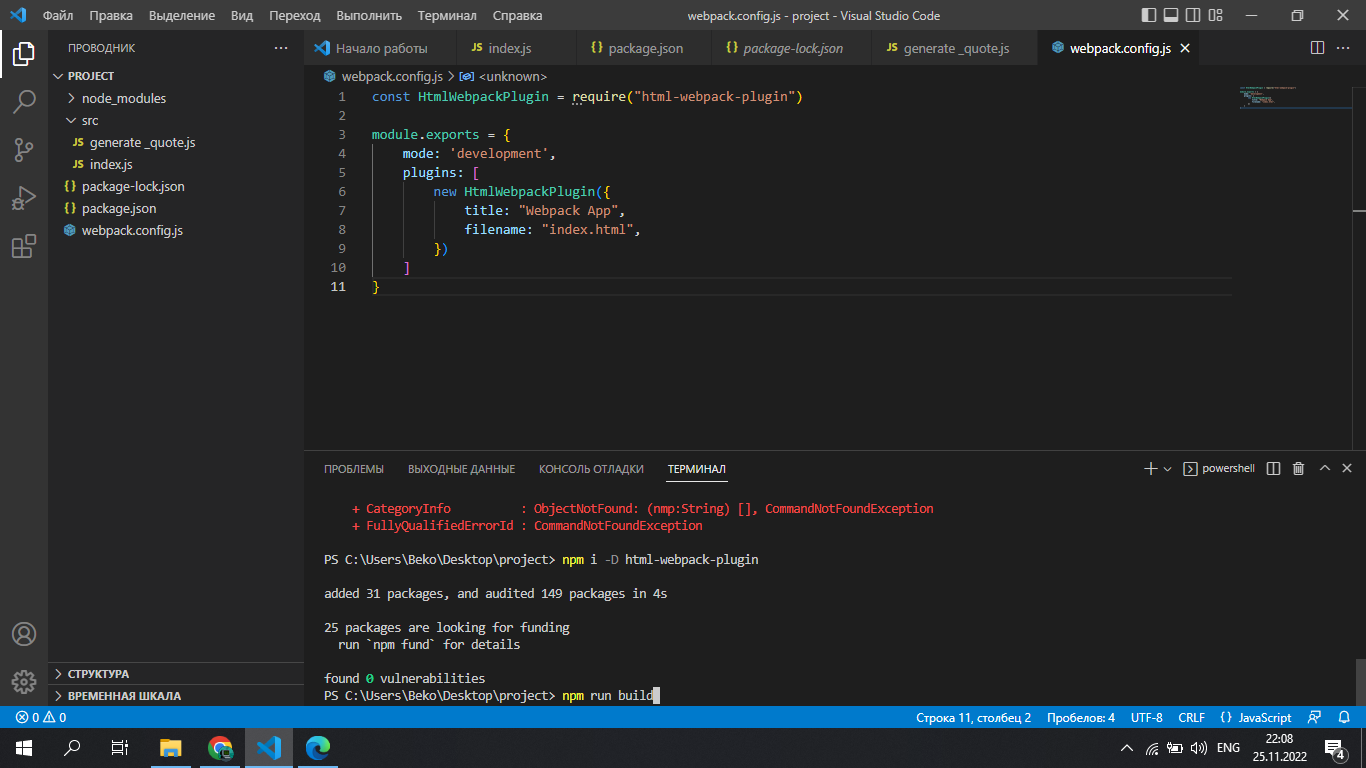 Файл Правка Выделение Вид Переход Выполнить Терминал Справка webpack.config.js - project - Visual Studio Code
ПРОВОДНИК
Начало работы index.js package.json package-lock.json generate _quote.js webpack.config.js
PROJECT
node_modules
src
generate _quote.js
index.js
package-lock.json
package.json
webpack.config.js
СТРУКТУРА
ВРЕМЕННАЯ ШКАЛА
webpack.config.js > <unknown>
1 const HtmlWebpackPlugin = require("html-webpack-plugin")
2
3 module.exports = {
4 mode: 'development',
5 plugins: [
6 new HtmlWebpackPlugin({
7 title: "Webpack App",
8 filename: "index.html",
9 })
10 ]
11 }
ПРОБЛЕМЫ ВЫХОДНЫЕ ДАННЫЕ КОНСОЛЬ ОТЛАДКИ ТЕРМИНАЛ powershell
+ CategoryInfo : ObjectNotFound: (nmp:String) [], CommandNotFoundException
+ FullyQualifiedErrorId : CommandNotFoundException
PS C:\Users\Beko\Desktop\project> npm i -D html-webpack-plugin
added 31 packages, and audited 149 packages in 4s
25 packages are looking for funding
run `npm fund` for details
found 0 vulnerabilities
PS C:\Users\Beko\Desktop\project> npm run build
0 0 Строка 11, столбец 2 Пробелов: 4 UTF-8 CRLF {} JavaScript
ENG 22:08
25.11.2022 4